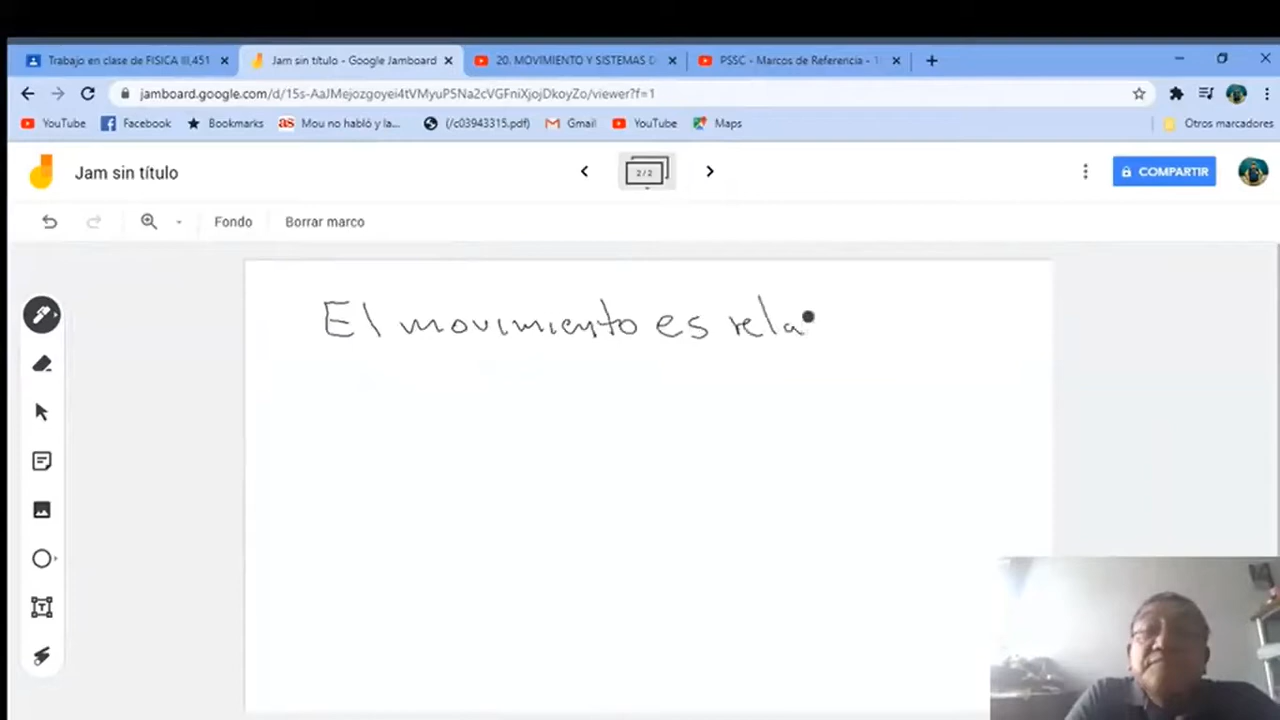 Trabajo en clase de FISICA III,451
Jam sin título - Google Jamboard
20. MOVIMIENTO Y SISTEMAS D
PSSC - Marcos de Referencia - 1
jamboard.google.com/d/15s-AaJMejozgoyei4tVMyuP5Na2cVGFniXjojDkoyZo/viewer?f=1
YouTube
Facebook
Bookmarks
as Mou no habló y la...
(/c03943315.pdf)
Gmail
YouTube
Maps
Otros marcadores
Jam sin título
2/2
COMPARTIR
Fondo
Borrar marco
El movimiento es rela